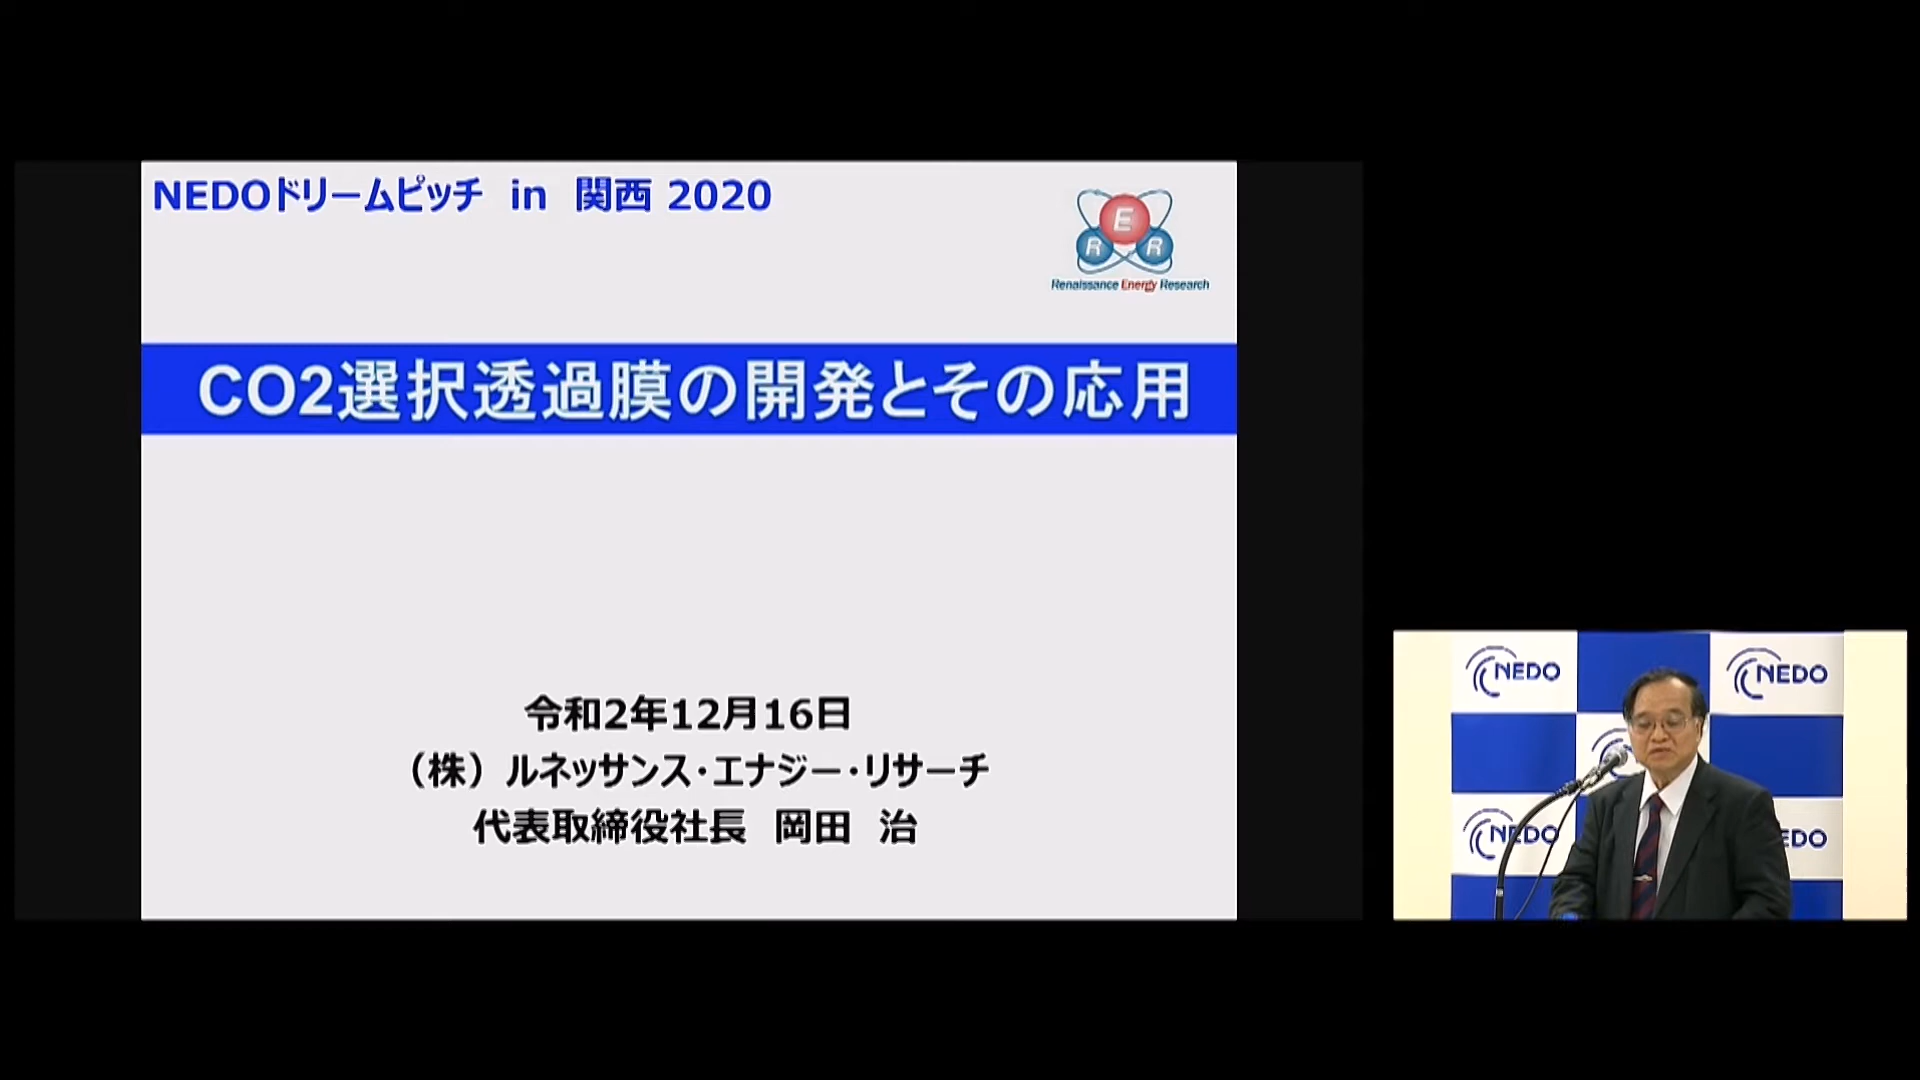 NEDOドリームピッチ in 関西 2020
E
R R
Renaissance Energy Research
CO2選択透過膜の開発とその応用
令和2年12月16日
（株）ルネッサンス・エナジー・リサーチ
代表取締役社長 岡田 治
NEDO
NEDO
NEDO
EDO